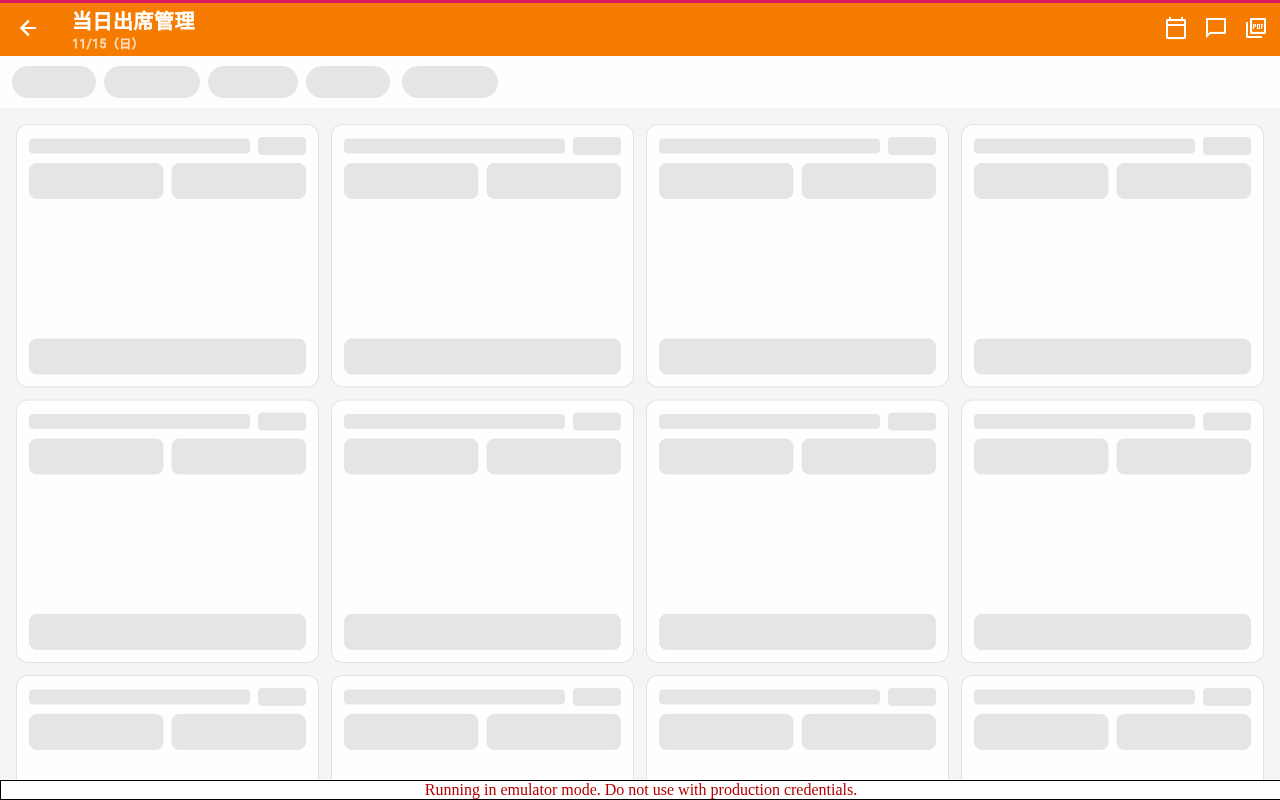 当日出席管理
11/15（日）
PDF
Running in emulator mode. Do not use with production credentials.